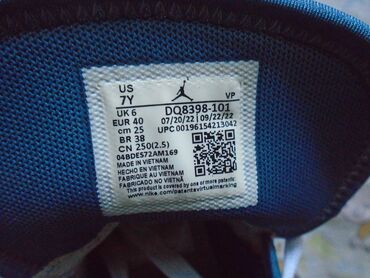 US
7Y
VP
UK 6
DQ8398-101
EUR 40
07/20/22 | 09/22/22
cm 25
UPC 00196154213042
BR 38
CN 250(2.5)
04BDES72AM169
MADE IN VIETNAM
HECHO EN VIETNAM
FABRIQUÉ AU VIETNAM
FABRICADO NO VIETNÃ
This product is covered by one or more patents.
www.nike.com/patentsvirtualmarking